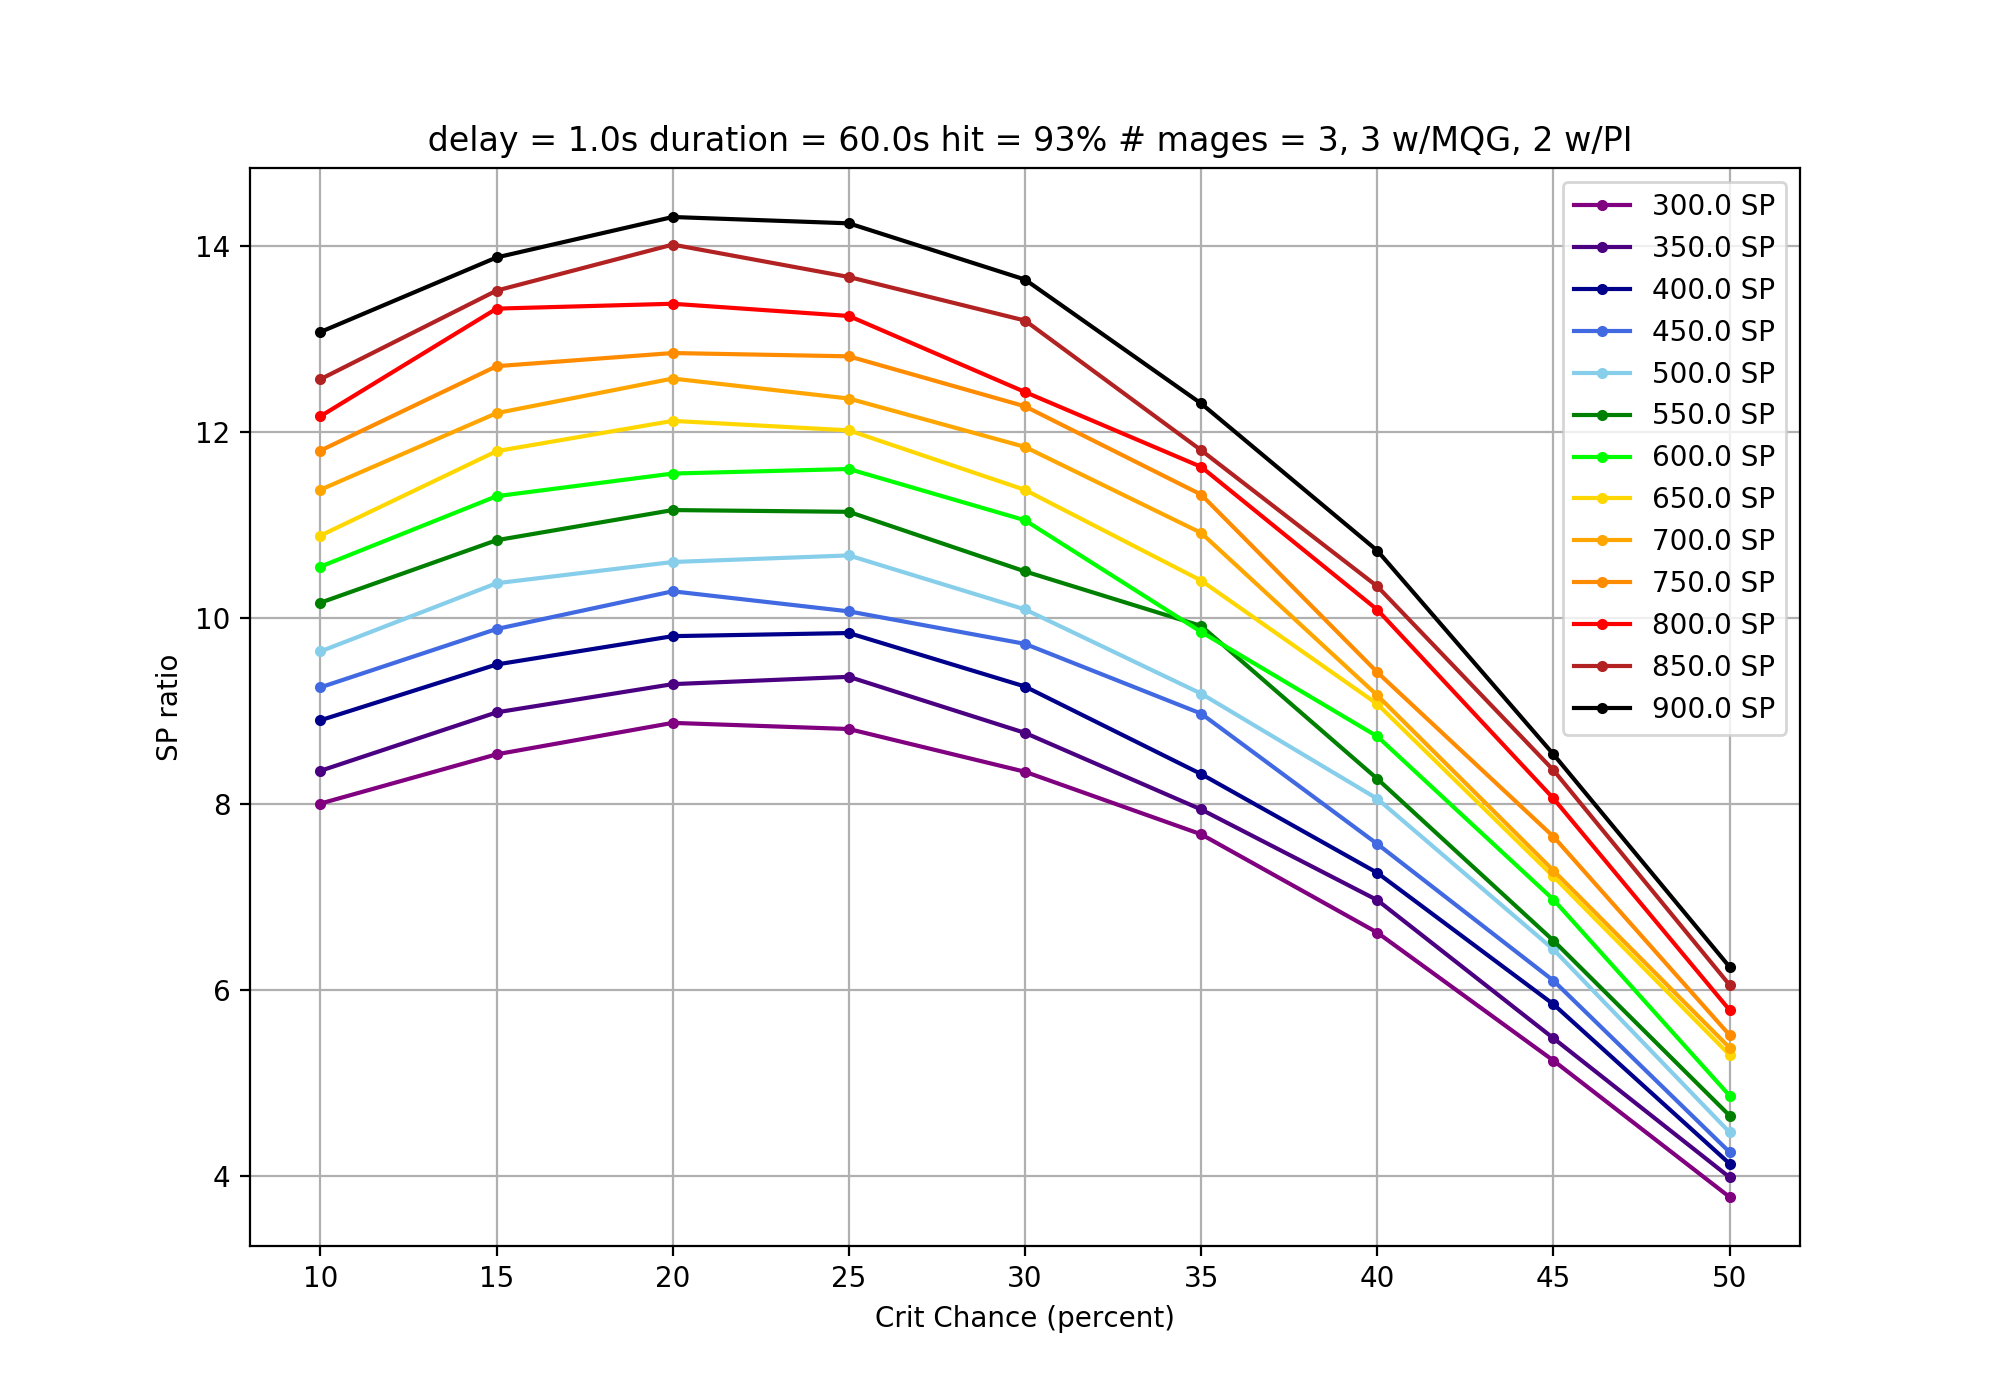 delay = 1.0s duration = 60.0s hit = 93% # mages = 3, 3 w/MQG, 2 w/PI
300.0 SP
350.0 SP
400.0 SP
450.0 SP
500.0 SP
550.0 SP
600.0 SP
650.0 SP
700.0 SP
750.0 SP
800.0 SP
850.0 SP
900.0 SP
SP ratio
14
12
10
8
6
4
10 15 20 25 30 35 40 45 50
Crit Chance (percent)